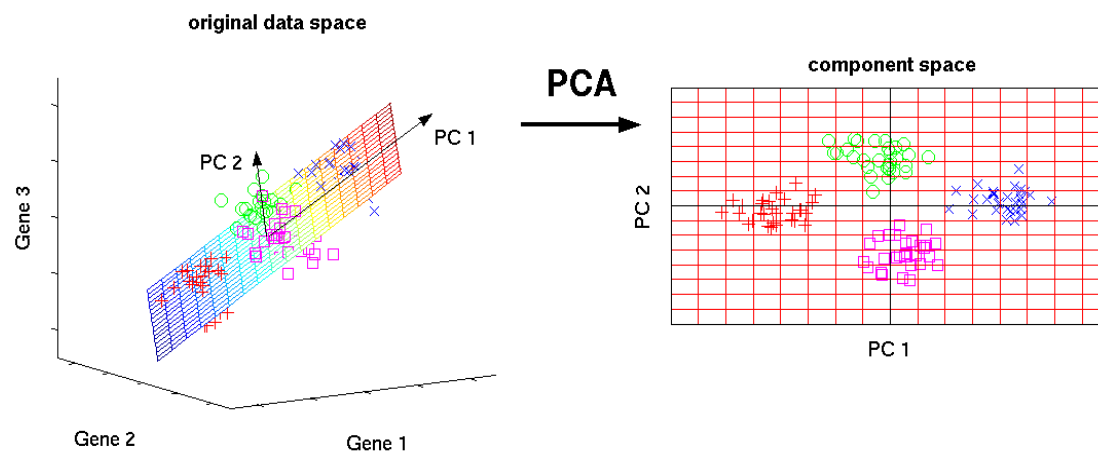 original data space
Gene 3
PC 2
PC 1
Gene 2
Gene 1
PCA
component space
PC 2
PC 1